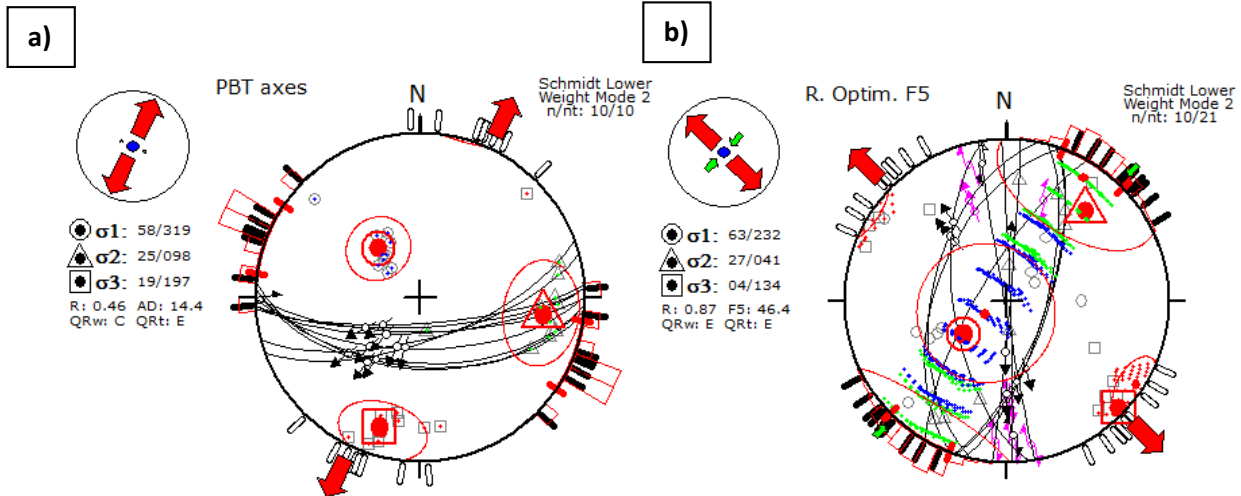 a)
PBT axes
N
Schmidt Lower
Weight Mode 2
n/nt: 10/10
σ1: 58/319
σ2: 25/098
σ3: 19/197
R: 0.46 AD: 14.4
QRw: C QRt: E
b)
R. Optim. F5
N
Schmidt Lower
Weight Mode 2
n/nt: 10/21
σ1: 63/232
σ2: 27/041
σ3: 04/134
R: 0.87 F5: 46.4
QRw: E QRt: E